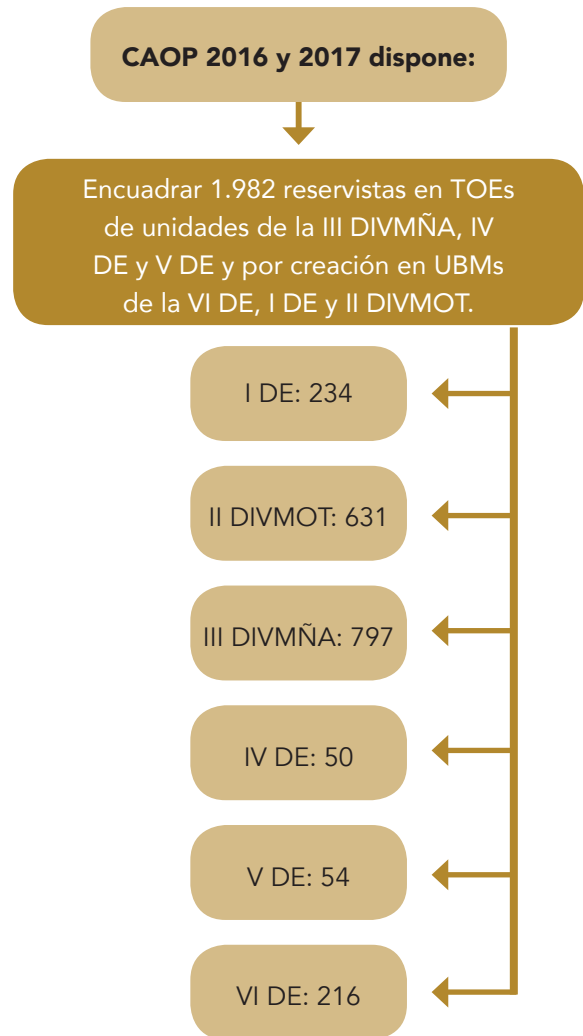 CAOP 2016 y 2017 dispone:
Encuadrar 1.982 reservistas en TOEs
de unidades de la III DIVMÑA, IV
DE y V DE y por creación en UBMs
de la VI DE, I DE y II DIVMOT.
I DE: 234
II DIVMOT: 631
III DIVMÑA: 797
IV DE: 50
V DE: 54
VI DE: 216